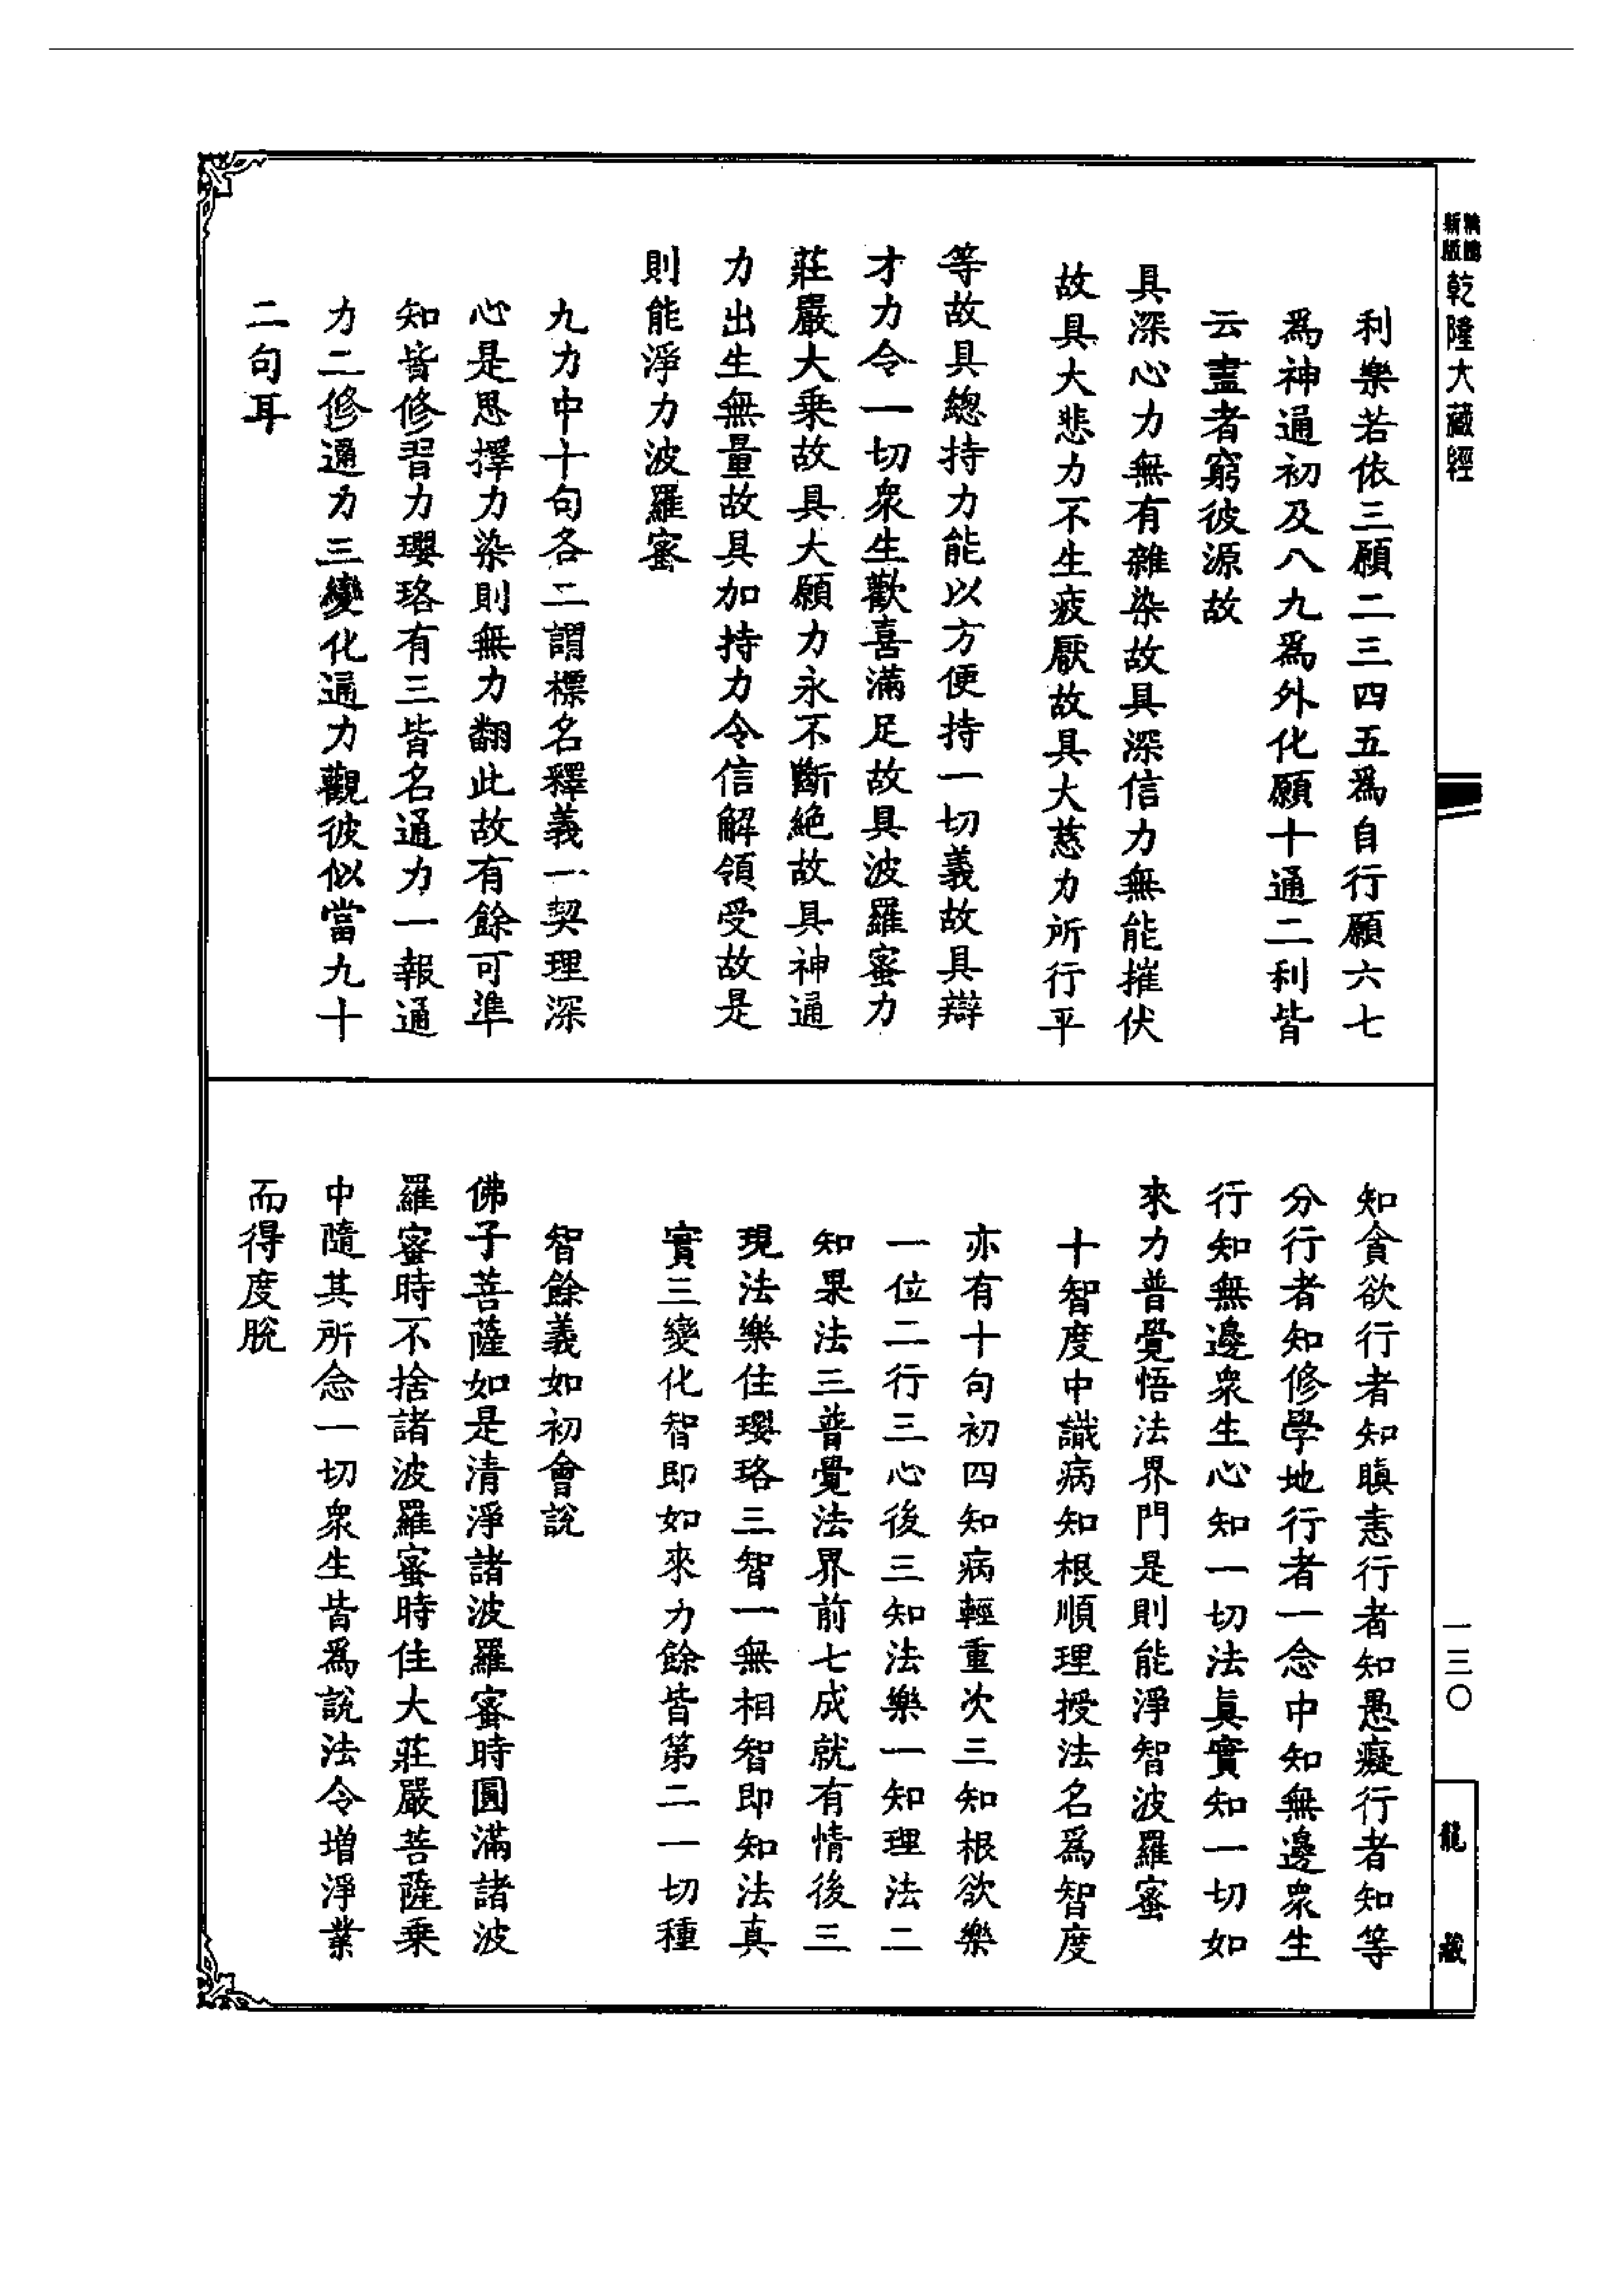 精縮新版
乾隆大藏經
一三〇
龍藏
利樂若依三願二三四五爲自行願六七
爲神通初及八九爲外化願十通二利皆
云盡者窮彼源故
具深心力無有雜染故具深信力無能摧伏
故具大悲力不生疲厭故具大慈力所行平
等故具總持力能以方便持一切義故具辯
才力令一切衆生歡喜滿足故具波羅蜜力
莊嚴大乗故具大願力永不斷絶故具神通
力出生無量故具加持力令信解領受故是
則能淨力波羅蜜
九力中十句各二謂標名釋義一契理深
心是思擇力染則無力翻此故有餘可準
知皆修習力瓔珞有三皆名通力一報通
力二修通力三變化通力觀彼似當九十
二句耳
知貪欲行者知瞋恚行者知愚癡行者知等
分行者知修學地行者一念中知無邊衆生
行知無邊衆生心知一切法眞實知一切如
來力普覺悟法界門是則能淨智波羅蜜
十智度中識病知根順理授法名爲智度
亦有十句初四知病輕重次三知根欲樂
一位二行三心後三知法樂一知理法二
知果法三普覺法界前七成就有情後三
現法樂住瓔珞三智一無相智即知法真
實三變化智即如來力餘皆第二一切種
智餘義如初會說
佛子菩薩如是清淨諸波羅蜜時圓滿諸波
羅蜜時不捨諸波羅蜜時住大莊嚴菩薩乗
中隨其所念一切衆生皆爲說法令增淨業
而得度脫